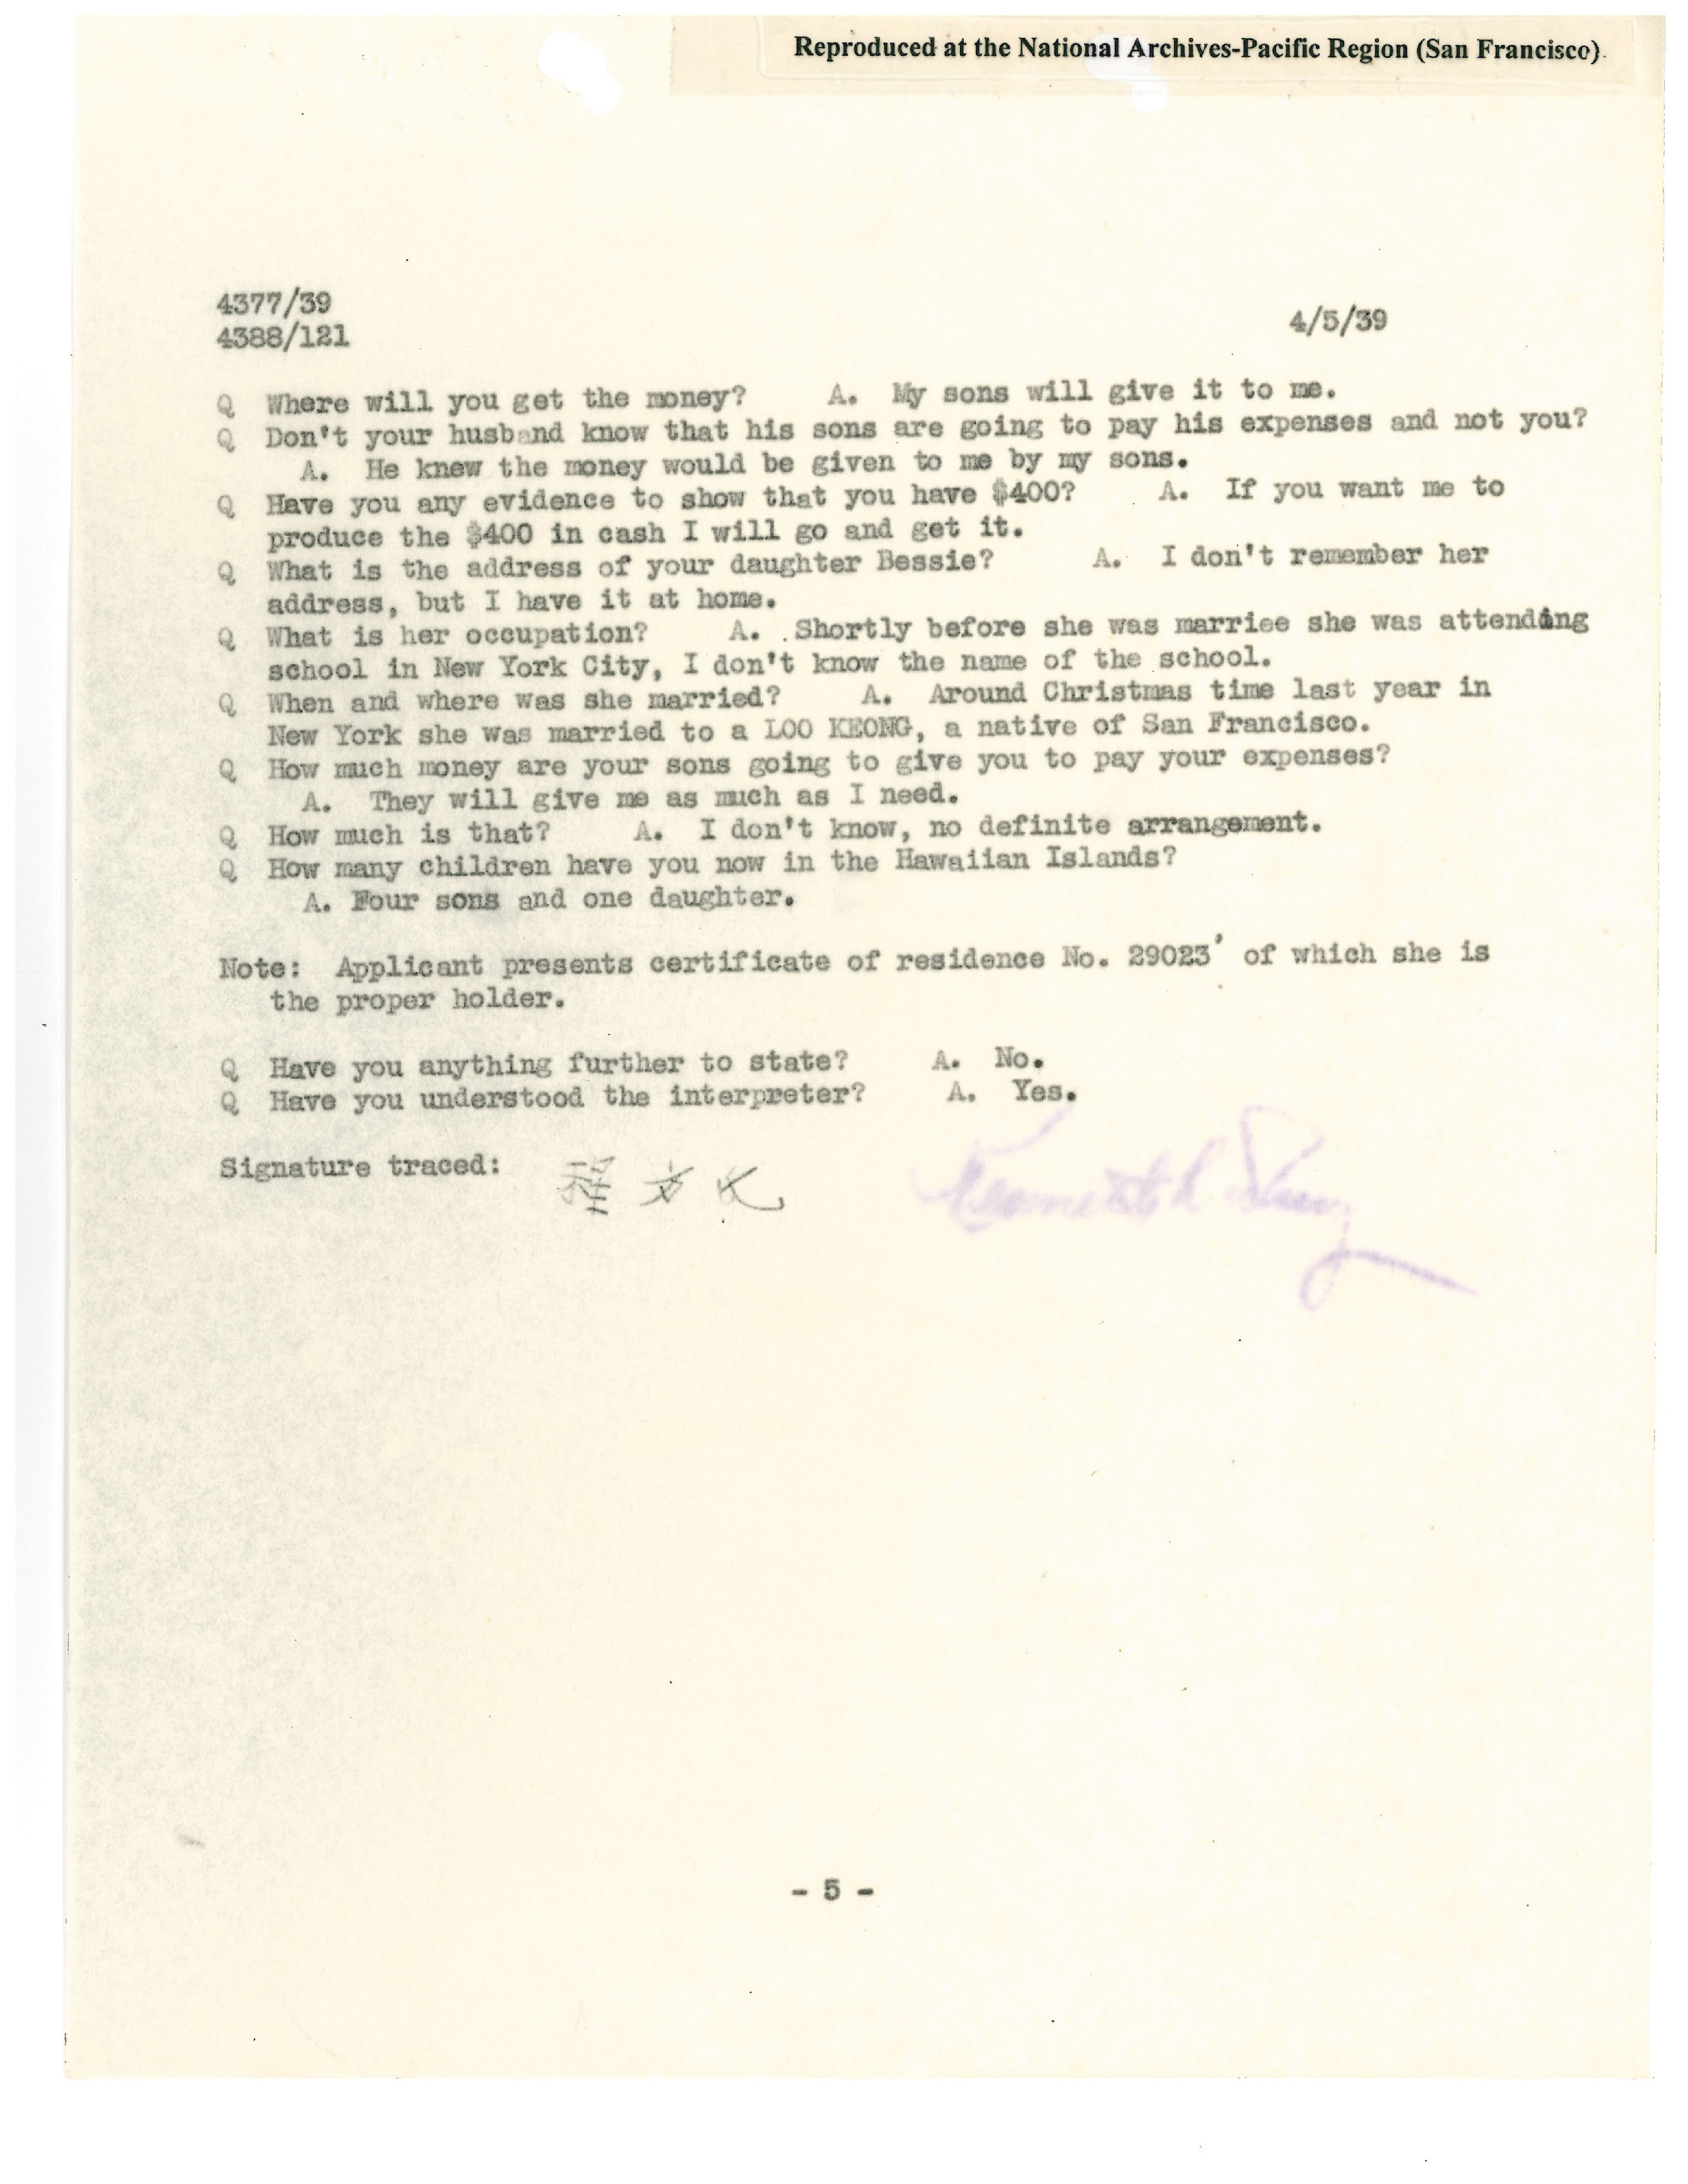 Reproduced at the National Archives-Pacific Region (San Francisco).
4377/39
4388/121
4/5/39
Q Where will you get the money? A. My sons will give it to me.
Q Don't your husband know that his sons are going to pay his expenses and not you?
A. He knew the money would be given to me by my sons.
Q Have you any evidence to show that you have $400? A. If you want me to
produce the $400 in cash I will go and get it.
Q What is the address of your daughter Bessie? A. I don't remember her
address, but I have it at home.
Q What is her occupation? A. Shortly before she was marriee she was attending
school in New York City, I don't know the name of the school.
Q When and where was she married? A. Around Christmas time last year in
New York she was married to a LOO KEONG, a native of San Francisco.
Q How much money are your sons going to give you to pay your expenses?
A. They will give me as much as I need.
Q How much is that? A. I don't know, no definite arrangement.
Q How many children have you now in the Hawaiian Islands?
A. Four sons and one daughter.
Note: Applicant presents certificate of residence No. 29023 of which she is
the proper holder.
Q Have you anything further to state? A. No.
Q Have you understood the interpreter? A. Yes.
Signature traced: 程
- 5 -